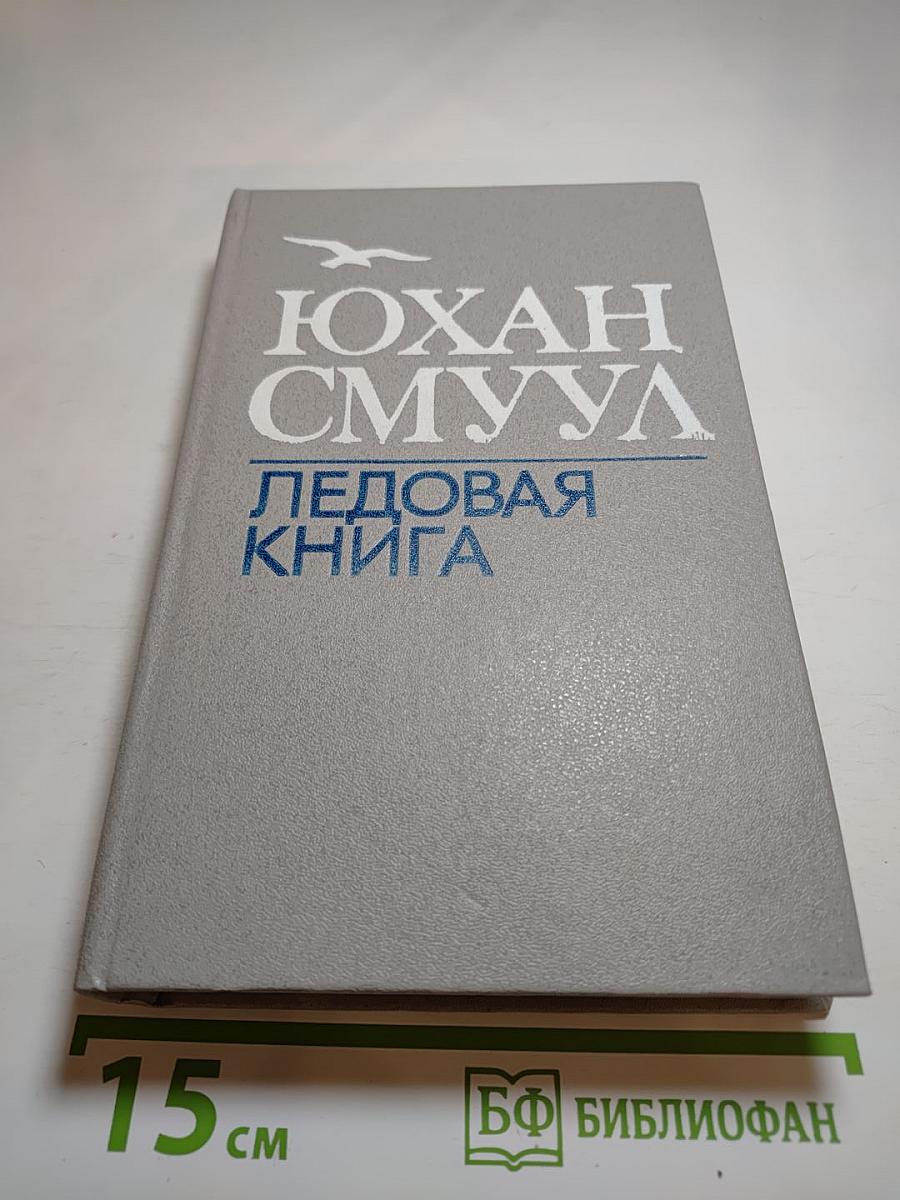 ЮХАН
СМУУЛ
ЛЕДОВАЯ
КНИГА
15 см
БФ БИБЛИОФАН